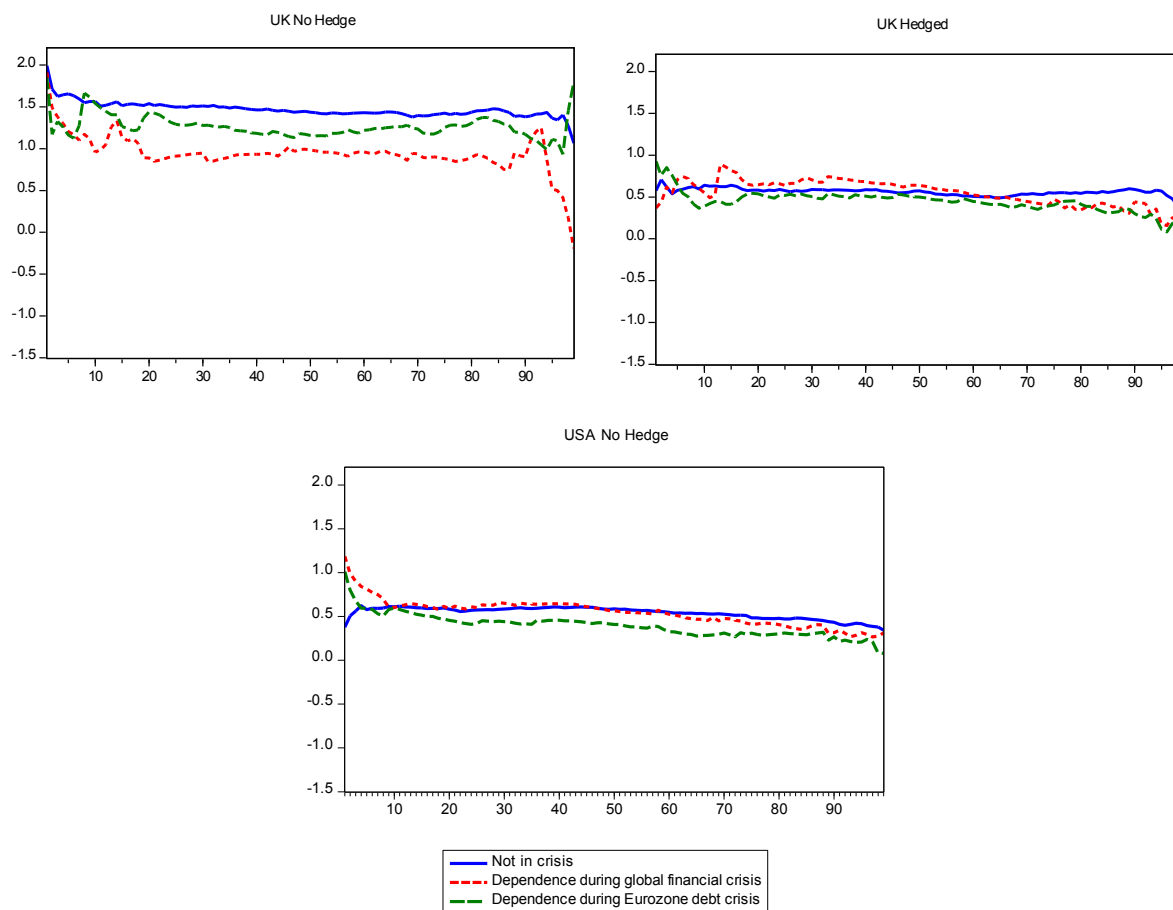 UK No Hedge
2.0
1.5
1.0
0.5
0.0
-0.5
-1.0
-1.5
10 20 30 40 50 60 70 80 90
UK Hedged
2.0
1.5
1.0
0.5
0.0
-0.5
-1.0
-1.5
10 20 30 40 50 60 70 80 90
USA No Hedge
2.0
1.5
1.0
0.5
0.0
-0.5
-1.0
-1.5
10 20 30 40 50 60 70 80 90
Not in crisis
Dependence during global financial crisis
Dependence during Eurozone debt crisis